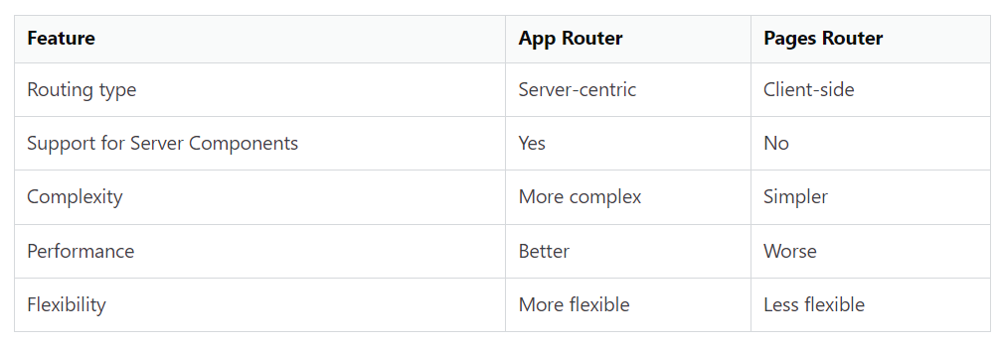 Feature App Router Pages Router
Routing type Server-centric Client-side
Support for Server Components Yes No
Complexity More complex Simpler
Performance Better Worse
Flexibility More flexible Less flexible